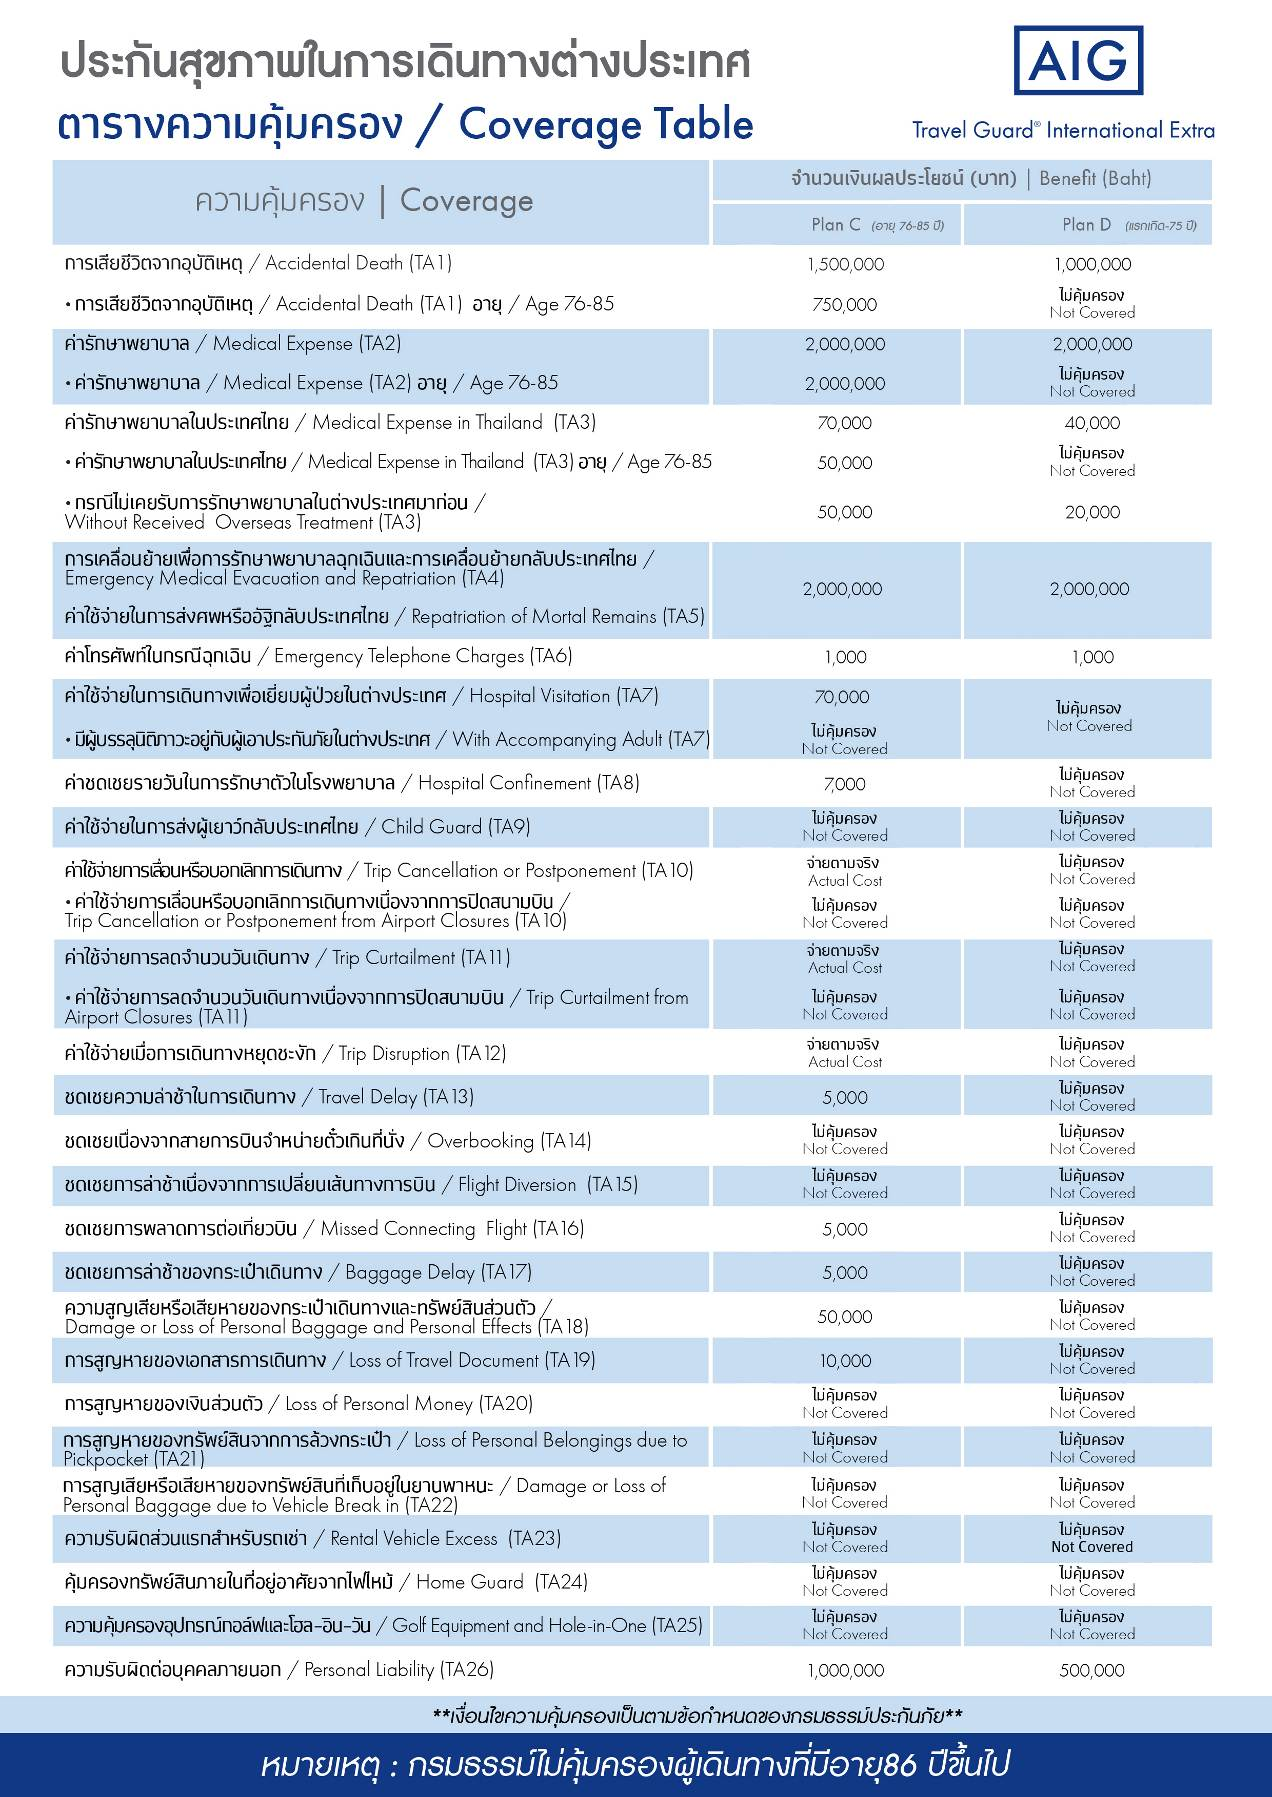 ประกันสุขภาพในการเดินทางต่างประเทศ
AIG
ตารางความคุ้มครอง / Coverage Table
Travel Guard® International Extra
ความคุ้มครอง | Coverage
จำนวนเงินผลประโยชน์ (บาท) | Benefit (Baht)
Plan C (อายุ 76-85 ปี)
Plan D (แรกเกิด-75 ปี)
การเสียชีวิตจากอุบัติเหตุ / Accidental Death (TA1)
1,500,000
1,000,000
• การเสียชีวิตจากอุบัติเหตุ / Accidental Death (TA1) อายุ / Age 76-85
750,000
ไม่คุ้มครอง
Not Covered
ค่ารักษาพยาบาล / Medical Expense (TA2)
2,000,000
2,000,000
• ค่ารักษาพยาบาล / Medical Expense (TA2) อายุ / Age 76-85
2,000,000
ไม่คุ้มครอง
Not Covered
ค่ารักษาพยาบาลในประเทศไทย / Medical Expense in Thailand (TA3)
70,000
40,000
• ค่ารักษาพยาบาลในประเทศไทย / Medical Expense in Thailand (TA3) อายุ / Age 76-85
50,000
ไม่คุ้มครอง
Not Covered
• กรณีไม่เคยรับการรักษาพยาบาลในต่างประเทศมาก่อน /
Without Received Overseas Treatment (TA3)
50,000
20,000
การเคลื่อนย้ายเพื่อการรักษาพยาบาลฉุกเฉินและการเคลื่อนย้ายกลับประเทศไทย /
Emergency Medical Evacuation and Repatriation (TA4)
ค่าใช้จ่ายในการส่งศพหรืออัฐิกลับประเทศไทย / Repatriation of Mortal Remains (TA5)
2,000,000
2,000,000
ค่าโทรศัพท์ในกรณีฉุกเฉิน / Emergency Telephone Charges (TA6)
1,000
1,000
ค่าใช้จ่ายในการเดินทางเพื่อเยี่ยมผู้ป่วยในต่างประเทศ / Hospital Visitation (TA7)
70,000
ไม่คุ้มครอง
Not Covered
• มีผู้บรรลุนิติภาวะอยู่กับผู้เอาประกันภัยในต่างประเทศ / With Accompanying Adult (TA7)
ไม่คุ้มครอง
Not Covered
ค่าชดเชยรายวันในการรักษาตัวในโรงพยาบาล / Hospital Confinement (TA8)
7,000
ไม่คุ้มครอง
Not Covered
ค่าใช้จ่ายในการส่งผู้เยาว์กลับประเทศไทย / Child Guard (TA9)
ไม่คุ้มครอง
Not Covered
ไม่คุ้มครอง
Not Covered
ค่าใช้จ่ายการเลื่อนหรือบอกเลิกการเดินทาง / Trip Cancellation or Postponement (TA10)
จ่ายตามจริง
Actual Cost
ไม่คุ้มครอง
Not Covered
• ค่าใช้จ่ายการเลื่อนหรือบอกเลิกการเดินทางเนื่องจากการปิดสนามบิน /
Trip Cancellation or Postponement from Airport Closures (TA10)
ไม่คุ้มครอง
Not Covered
ไม่คุ้มครอง
Not Covered
ค่าใช้จ่ายการลดจำนวนวันเดินทาง / Trip Curtailment (TA11)
จ่ายตามจริง
Actual Cost
ไม่คุ้มครอง
Not Covered
• ค่าใช้จ่ายการลดจำนวนวันเดินทางเนื่องจากการปิดสนามบิน / Trip Curtailment from
Airport Closures (TA11)
ไม่คุ้มครอง
Not Covered
ไม่คุ้มครอง
Not Covered
ค่าใช้จ่ายเมื่อการเดินทางหยุดชะงัก / Trip Disruption (TA12)
จ่ายตามจริง
Actual Cost
ไม่คุ้มครอง
Not Covered
ชดเชยความล่าช้าในการเดินทาง / Travel Delay (TA13)
5,000
ไม่คุ้มครอง
Not Covered
ชดเชยเนื่องจากสายการบินจำหน่ายตั๋วเกินที่นั่ง / Overbooking (TA14)
ไม่คุ้มครอง
Not Covered
ไม่คุ้มครอง
Not Covered
ชดเชยการล่าช้าเนื่องจากการเปลี่ยนเส้นทางการบิน / Flight Diversion (TA15)
ไม่คุ้มครอง
Not Covered
ไม่คุ้มครอง
Not Covered
ชดเชยการพลาดการต่อเที่ยวบิน / Missed Connecting Flight (TA16)
5,000
ไม่คุ้มครอง
Not Covered
ชดเชยการล่าช้าของกระเป๋าเดินทาง / Baggage Delay (TA17)
5,000
ไม่คุ้มครอง
Not Covered
ความสูญเสียหรือเสียหายของกระเป๋าเดินทางและทรัพย์สินส่วนตัว /
Damage or Loss of Personal Baggage and Personal Effects (TA18)
50,000
ไม่คุ้มครอง
Not Covered
การสูญหายของเอกสารการเดินทาง / Loss of Travel Document (TA19)
10,000
ไม่คุ้มครอง
Not Covered
การสูญหายของเงินส่วนตัว / Loss of Personal Money (TA20)
ไม่คุ้มครอง
Not Covered
ไม่คุ้มครอง
Not Covered
การสูญหายของทรัพย์สินจากการล้วงกระเป๋า / Loss of Personal Belongings due to
Pickpocket (TA21)
ไม่คุ้มครอง
Not Covered
ไม่คุ้มครอง
Not Covered
การสูญเสียหรือเสียหายของทรัพย์สินที่เก็บอยู่ในยานพาหนะ / Damage or Loss of
Personal Baggage due to Vehicle Break in (TA22)
ไม่คุ้มครอง
Not Covered
ไม่คุ้มครอง
Not Covered
ความรับผิดส่วนแรกสำหรับรถเช่า / Rental Vehicle Excess (TA23)
ไม่คุ้มครอง
Not Covered
ไม่คุ้มครอง
Not Covered
คุ้มครองทรัพย์สินภายในที่อยู่อาศัยจากไฟไหม้ / Home Guard (TA24)
ไม่คุ้มครอง
Not Covered
ไม่คุ้มครอง
Not Covered
ความคุ้มครองอุปกรณ์กอล์ฟและโฮล-อิน-วัน / Golf Equipment and Hole-in-One (TA25)
ไม่คุ้มครอง
Not Covered
ไม่คุ้มครอง
Not Covered
ความรับผิดต่อบุคคลภายนอก / Personal Liability (TA26)
1,000,000
500,000
**เงื่อนไขความคุ้มครองเป็นตามข้อกำหนดของกรมธรรม์ประกันภัย**
หมายเหตุ : กรมธรรม์ไม่คุ้มครองผู้เดินทางที่มีอายุ86 ปีขึ้นไป